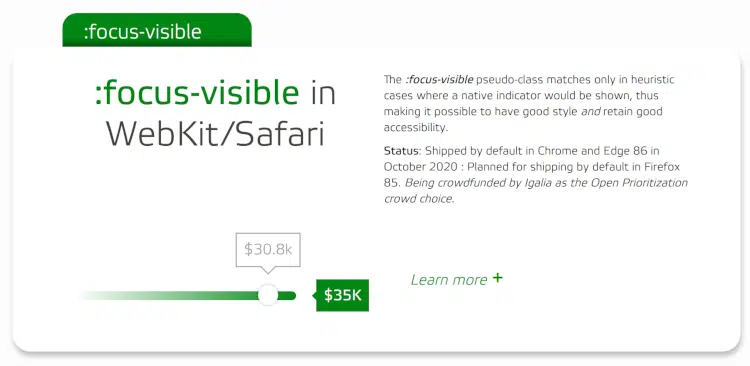 :focus-visible
:focus-visible in
WebKit/Safari
The :focus-visible pseudo-class matches only in heuristic
cases where a native indicator would be shown, thus
making it possible to have good style and retain good
accessibility.
Status: Shipped by default in Chrome and Edge 86 in
October 2020 : Planned for shipping by default in Firefox
85. Being crowdfunded by Igalia as the Open Prioritization
crowd choice.
$30.8k
$35K
Learn more +